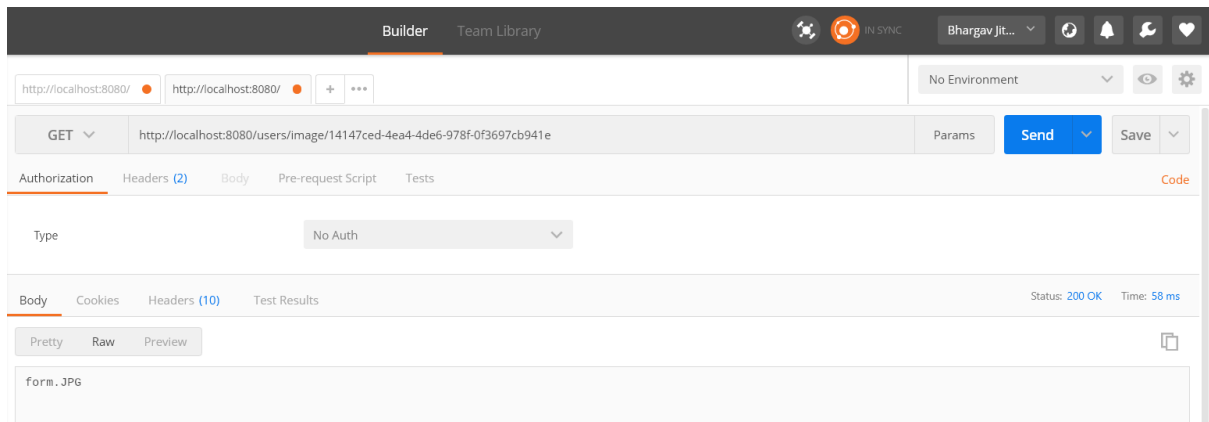 Builder Team Library IN SYNC Bhargav Jit...
http://localhost:8080/ http://localhost:8080/ + ••• No Environment
GET http://localhost:8080/users/image/14147ced-4ea4-4de6-978f-0f3697cb941e Params Send Save
Authorization Headers (2) Body Pre-request Script Tests Code
Type No Auth
Body Cookies Headers (10) Test Results Status: 200 OK Time: 58 ms
Pretty Raw Preview
form.JPG